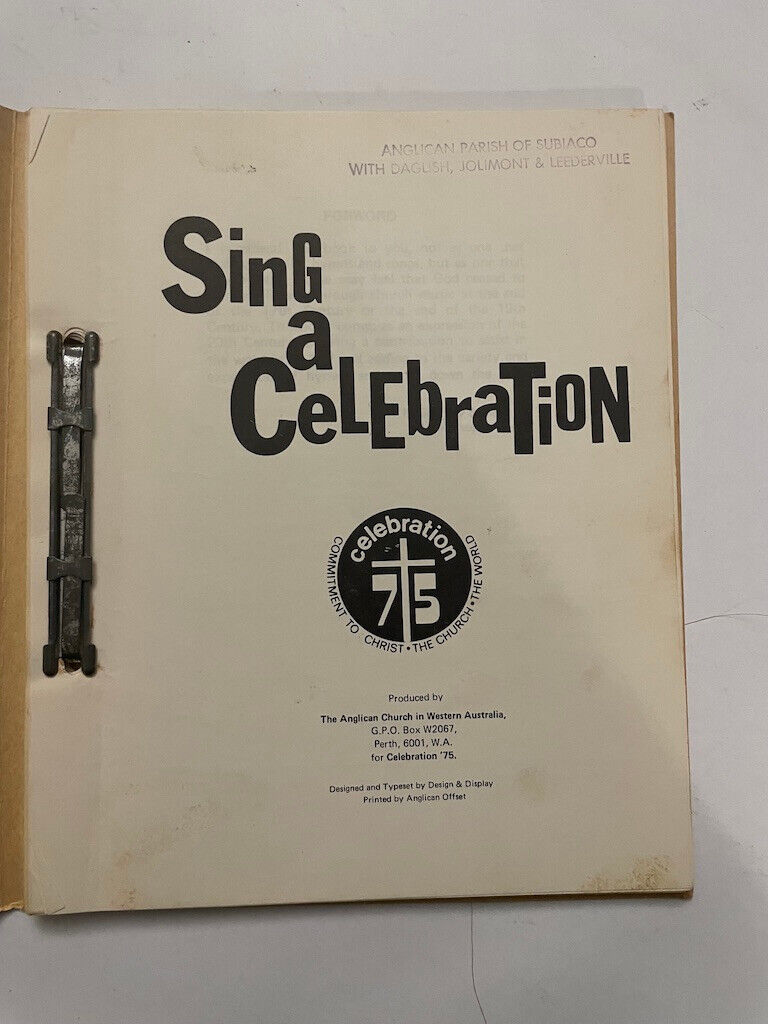 ANGLICAN PARISH OF SUBIACO
WITH DAGLISH, JOLIMONT & LEEDERVILLE
SinG
a
CeLEbraTioN
celebration
75
COMMITMENT TO CHRIST • THE CHURCH • THE WORLD
Produced by
The Anglican Church in Western Australia,
G.P.O. Box W2067,
Perth, 6001, W.A.
for Celebration '75.
Designed and Typeset by Design & Display
Printed by Anglican Offset